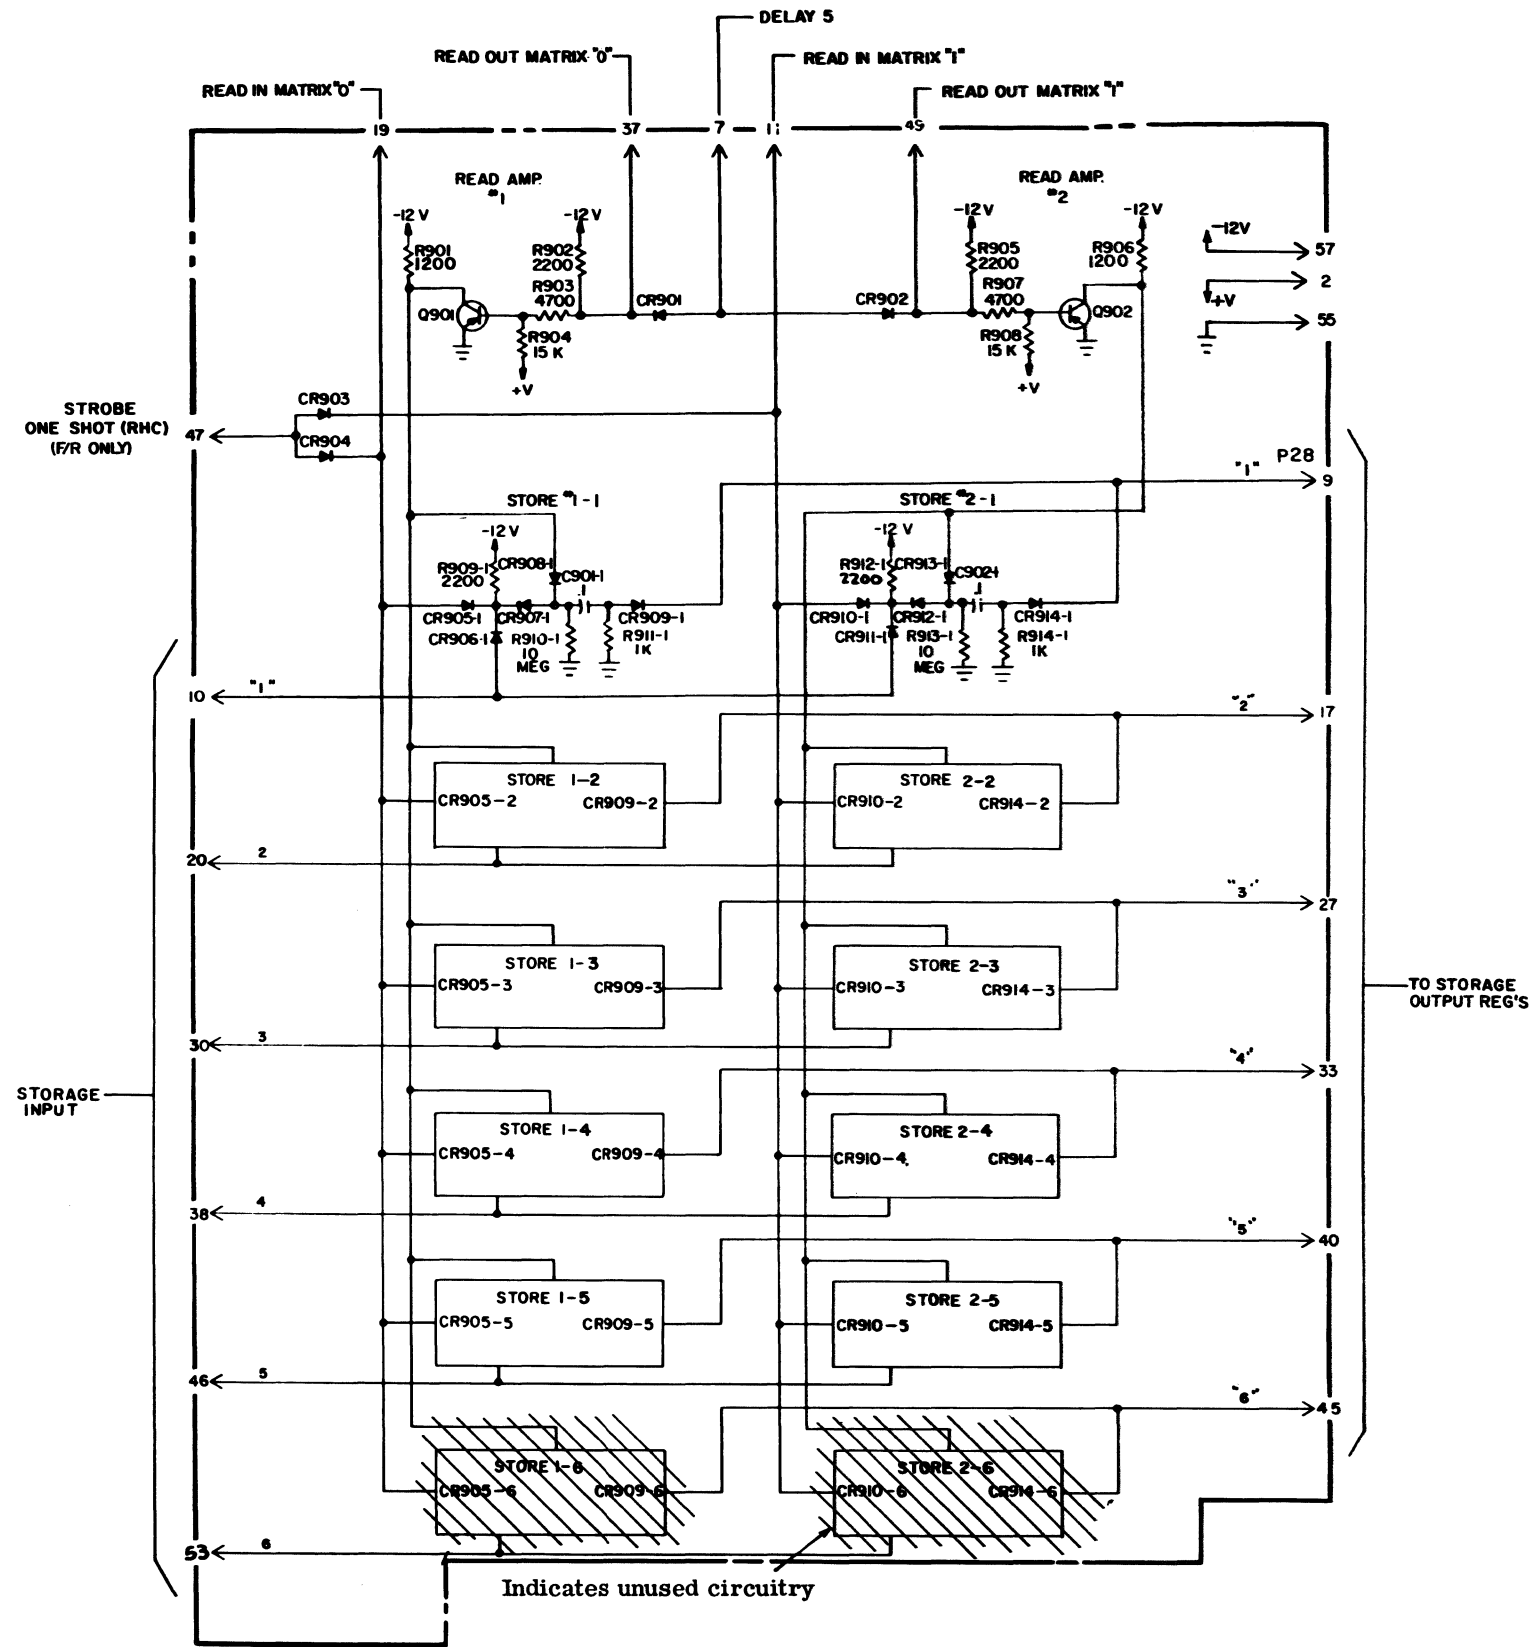 DELAY 5
READ OUT MATRIX "0"
READ IN MATRIX "1"
READ IN MATRIX "0"
READ OUT MATRIX "1"
19
37
7
11
49
READ AMP.
#1
READ AMP.
#2
-12 V
-12 V
-12 V
-12 V
-12V
R901
1200
R902
2200
R903
4700
CR901
Q901
R904
15 K
+V
CR902
R905
2200
R907
4700
R906
1200
Q902
R908
15 K
+V
57
2
+V
55
STROBE
ONE SHOT (RHC)
(F/R ONLY)
47
CR903
CR904
P28
"1"
9
STORE #1-1
-12 V
R909-1
2200
CR908-1
C901-1
.1
CR905-1
CR907-1
CR909-1
CR906-1
R910-1
10
MEG
R911-1
1K
STORE #2-1
-12 V
R912-1
2200
CR913-1
C902-1
.1
CR910-1
CR912-1
CR914-1
CR911-1
R913-1
10
MEG
R914-1
1K
10
"1"
"2"
17
STORE 1-2
CR905-2
CR909-2
STORE 2-2
CR910-2
CR914-2
20
2
"3"
27
STORE 1-3
CR905-3
CR909-3
STORE 2-3
CR910-3
CR914-3
30
3
TO STORAGE
OUTPUT REG'S
"4"
33
STORAGE
INPUT
STORE 1-4
CR905-4
CR909-4
STORE 2-4
CR910-4.
CR914-4
38
4
"5"
40
STORE 1-5
CR905-5
CR909-5
STORE 2-5
CR910-5
CR914-5
46
5
"6"
45
STORE 1-6
CR905-6
CR909-6
STORE 2-6
CR910-6
CR914-6
53
6
Indicates unused circuitry